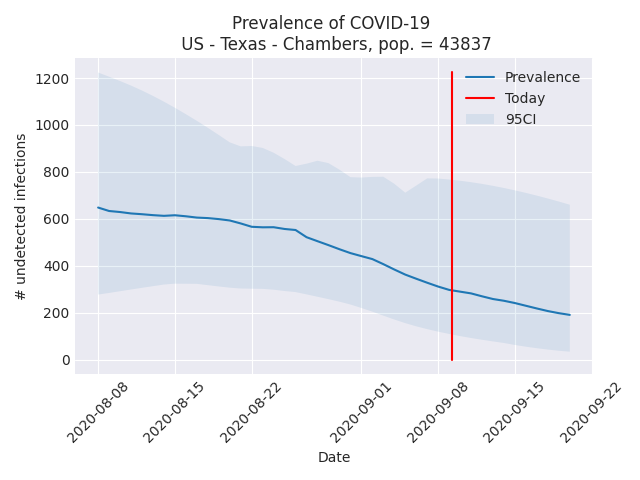 Prevalence of COVID-19
US - Texas - Chambers, pop. = 43837
Prevalence
Today
95CI
# undetected infections
1200
1000
800
600
400
200
0
2020-08-08
2020-08-15
2020-08-22
2020-09-01
2020-09-08
2020-09-15
2020-09-22
Date